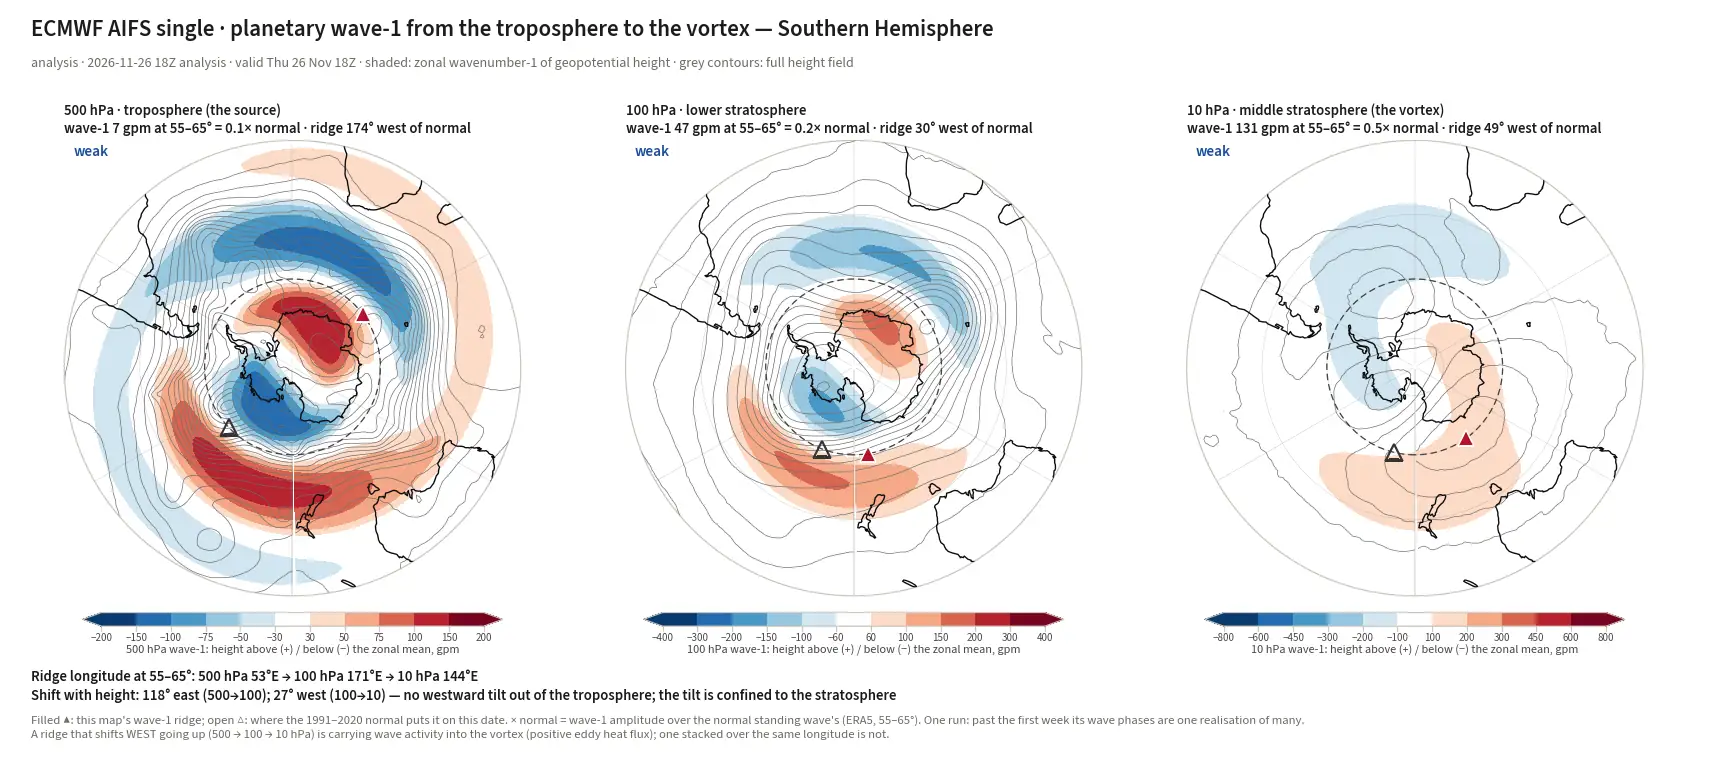 ECMWF AIFS single · planetary wave-1 from the troposphere to the vortex — Southern Hemisphere
analysis · 2026-11-26 18Z analysis · valid Thu 26 Nov 18Z · shaded: zonal wavenumber-1 of geopotential height · grey contours: full height field
500 hPa · troposphere (the source)
wave-1 7 gpm at 55–65° = 0.1× normal · ridge 174° west of normal
weak
100 hPa · lower stratosphere
wave-1 47 gpm at 55–65° = 0.2× normal · ridge 30° west of normal
weak
10 hPa · middle stratosphere (the vortex)
wave-1 131 gpm at 55–65° = 0.5× normal · ridge 49° west of normal
weak
−200 −150 −100 −75 −50 −30 30 50 75 100 150 200
500 hPa wave-1: height above (+) / below (−) the zonal mean, gpm
−400 −300 −200 −150 −100 −60 60 100 150 200 300 400
100 hPa wave-1: height above (+) / below (−) the zonal mean, gpm
−800 −600 −450 −300 −200 −100 100 200 300 450 600 800
10 hPa wave-1: height above (+) / below (−) the zonal mean, gpm
Ridge longitude at 55–65°: 500 hPa 53°E → 100 hPa 171°E → 10 hPa 144°E
Shift with height: 118° east (500→100); 27° west (100→10) — no westward tilt out of the troposphere; the tilt is confined to the stratosphere
Filled ▲: this map's wave-1 ridge; open △: where the 1991–2020 normal puts it on this date. × normal = wave-1 amplitude over the normal standing wave's (ERA5, 55–65°). One run: past the first week its wave phases are one realisation of many.
A ridge that shifts WEST going up (500 → 100 → 10 hPa) is carrying wave activity into the vortex (positive eddy heat flux); one stacked over the same longitude is not.